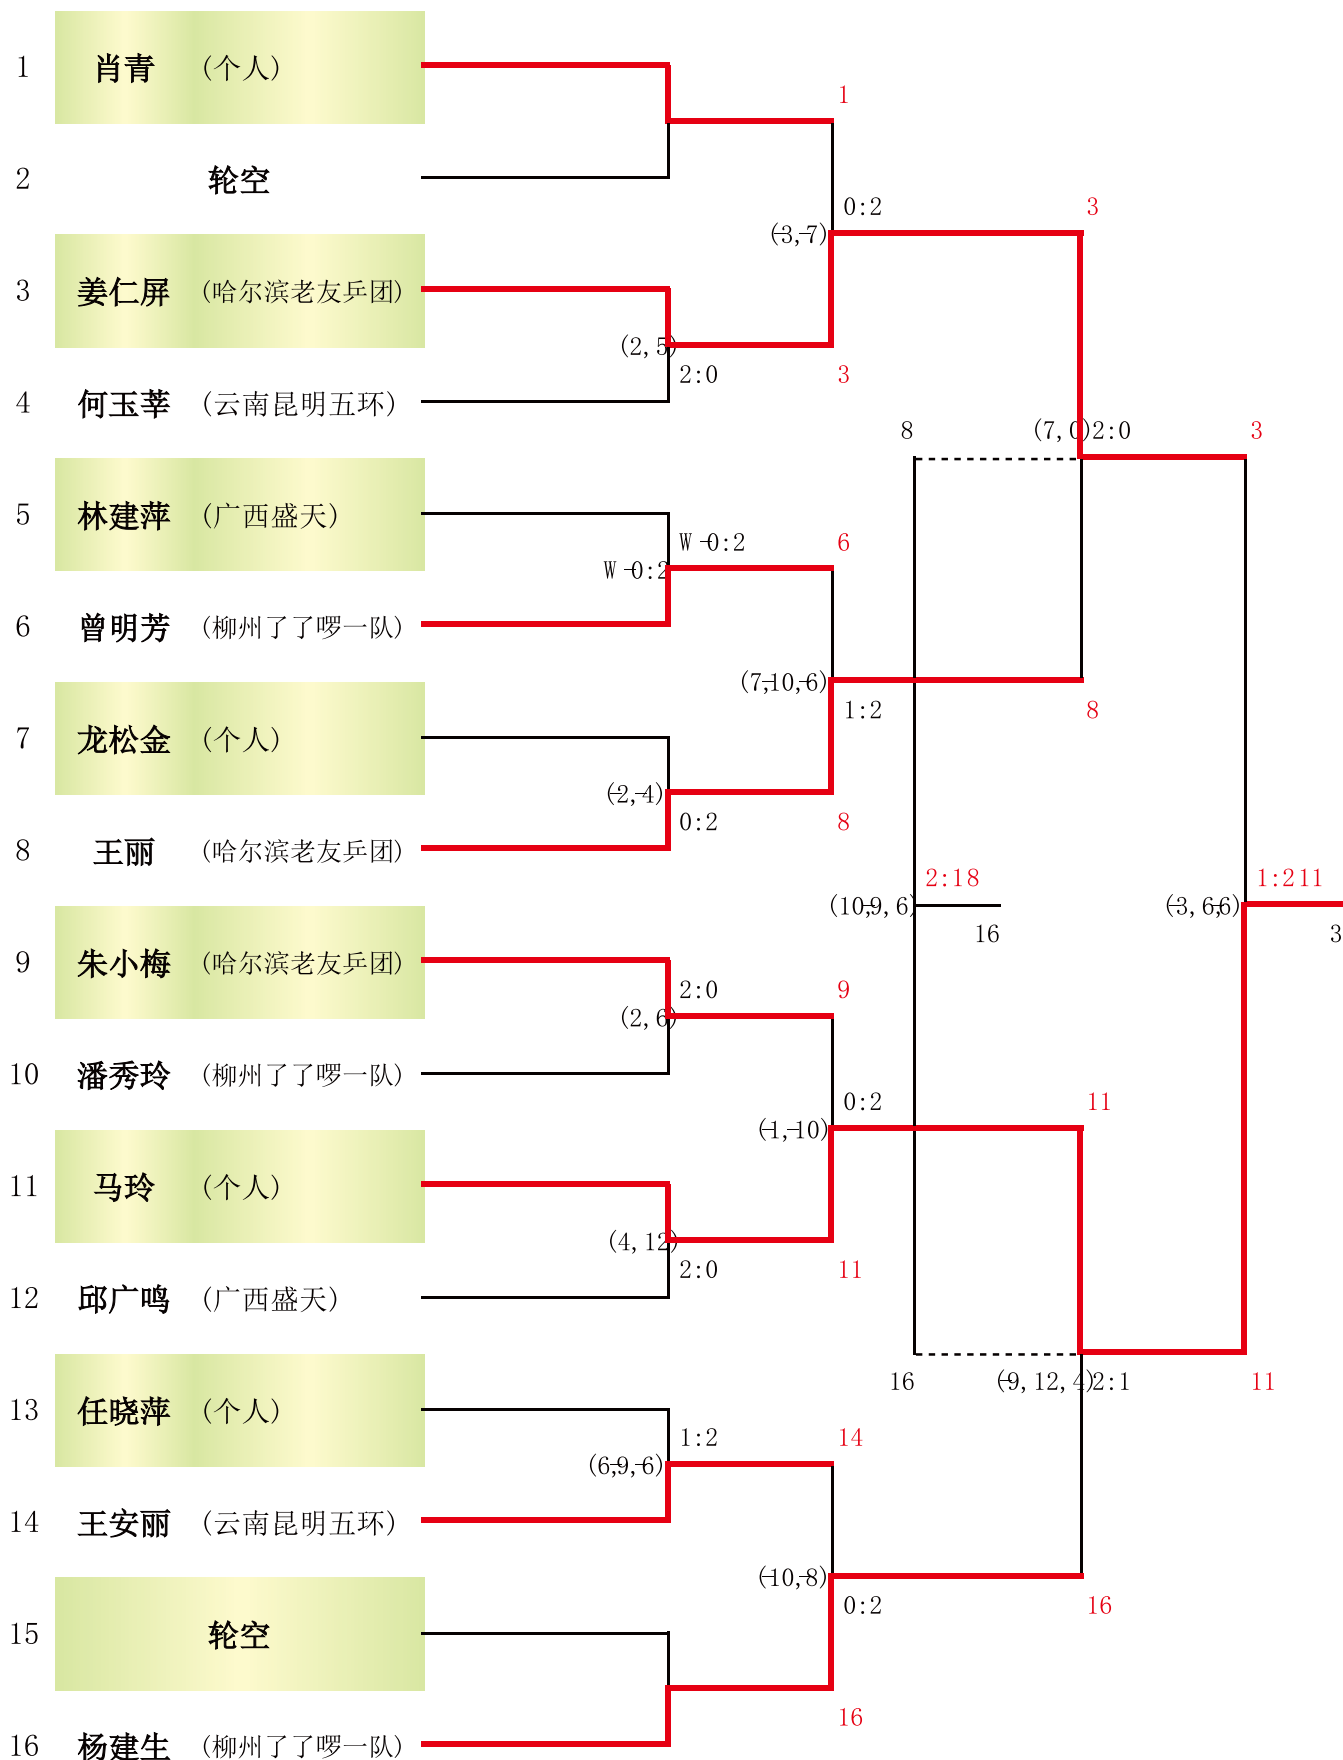 1 肖青 (个人)
1
2 轮空
0:2 3
(-3,-7)
3 姜仁屏 (哈尔滨老友乒团)
(2,5)
2:0 3
4 何玉莘 (云南昆明五环)
8 (7,0) 2:0 3
5 林建萍 (广西盛天)
W-0:2 6
W-0:2
6 曾明芳 (柳州了了啰一队)
(7,-10,-6)
1:2 8
7 龙松金 (个人)
(-2,-4)
0:2 8
8 王丽 (哈尔滨老友乒团)
2:1 8 1:2 11
(10,-9,6) (-3,6,-6)
16 3
9 朱小梅 (哈尔滨老友乒团)
2:0 9
(2,6)
10 潘秀玲 (柳州了了啰一队)
0:2 11
(-1,-10)
11 马玲 (个人)
(4,12)
2:0 11
12 邱广鸣 (广西盛天)
16 (-9,12,4) 2:1 11
13 任晓萍 (个人)
1:2 14
(6,-9,-6)
14 王安丽 (云南昆明五环)
(-10,-8)
0:2 16
15 轮空
16
16 杨建生 (柳州了了啰一队)